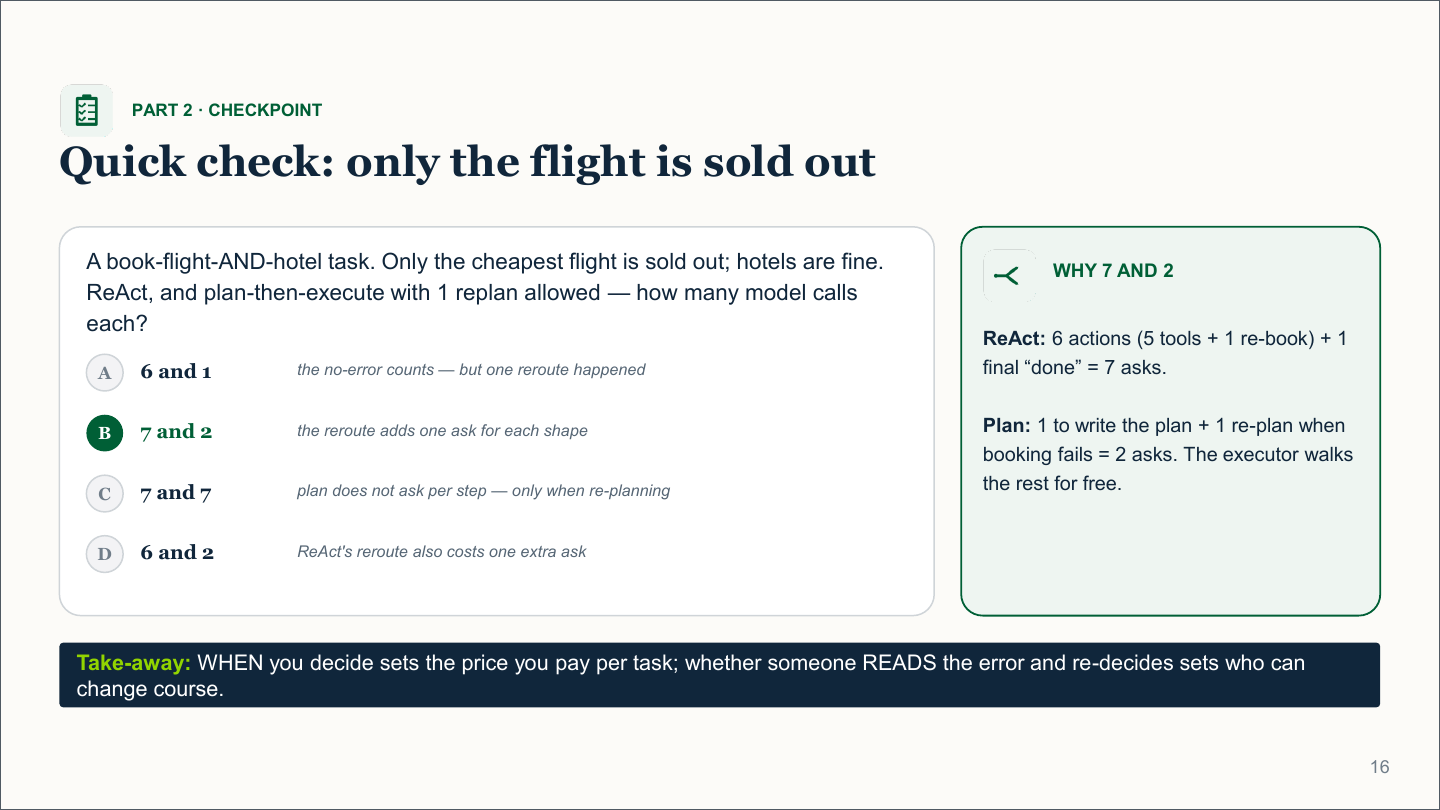 PART 2 · CHECKPOINT
Quick check: only the flight is sold out
A book-flight-AND-hotel task. Only the cheapest flight is sold out; hotels are fine.
ReAct, and plan-then-execute with 1 replan allowed — how many model calls
each?
A 6 and 1 the no-error counts — but one reroute happened
B 7 and 2 the reroute adds one ask for each shape
C 7 and 7 plan does not ask per step — only when re-planning
D 6 and 2 ReAct's reroute also costs one extra ask
WHY 7 AND 2
ReAct: 6 actions (5 tools + 1 re-book) + 1
final “done” = 7 asks.
Plan: 1 to write the plan + 1 re-plan when
booking fails = 2 asks. The executor walks
the rest for free.
Take-away: WHEN you decide sets the price you pay per task; whether someone READS the error and re-decides sets who can
change course.
16